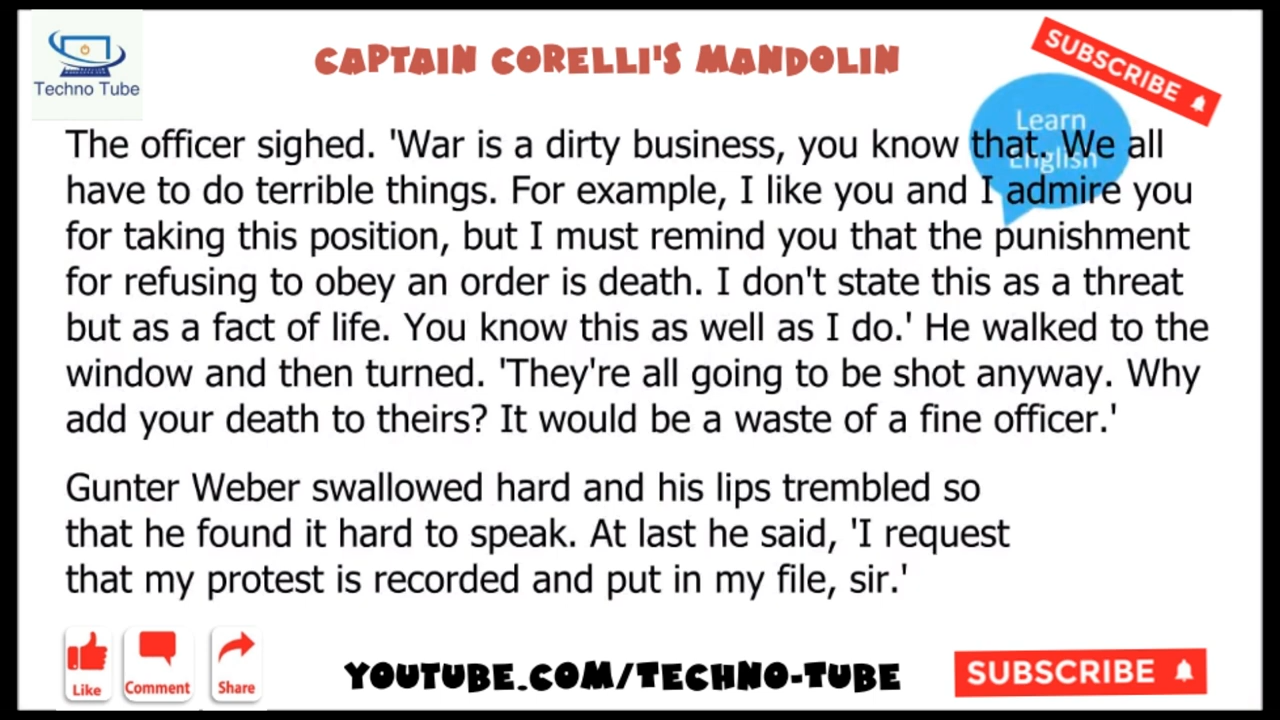 CAPTAIN CORELLI'S MANDOLIN
SUBSCRIBE
Techno Tube
Learn
English
The officer sighed. 'War is a dirty business, you know that. We all
have to do terrible things. For example, I like you and I admire you
for taking this position, but I must remind you that the punishment
for refusing to obey an order is death. I don't state this as a threat
but as a fact of life. You know this as well as I do.' He walked to the
window and then turned. 'They're all going to be shot anyway. Why
add your death to theirs? It would be a waste of a fine officer.'
Gunter Weber swallowed hard and his lips trembled so
that he found it hard to speak. At last he said, 'I request
that my protest is recorded and put in my file, sir.'
Like
Comment
Share
YOUTUBE.COM/TECHNO-TUBE
SUBSCRIBE